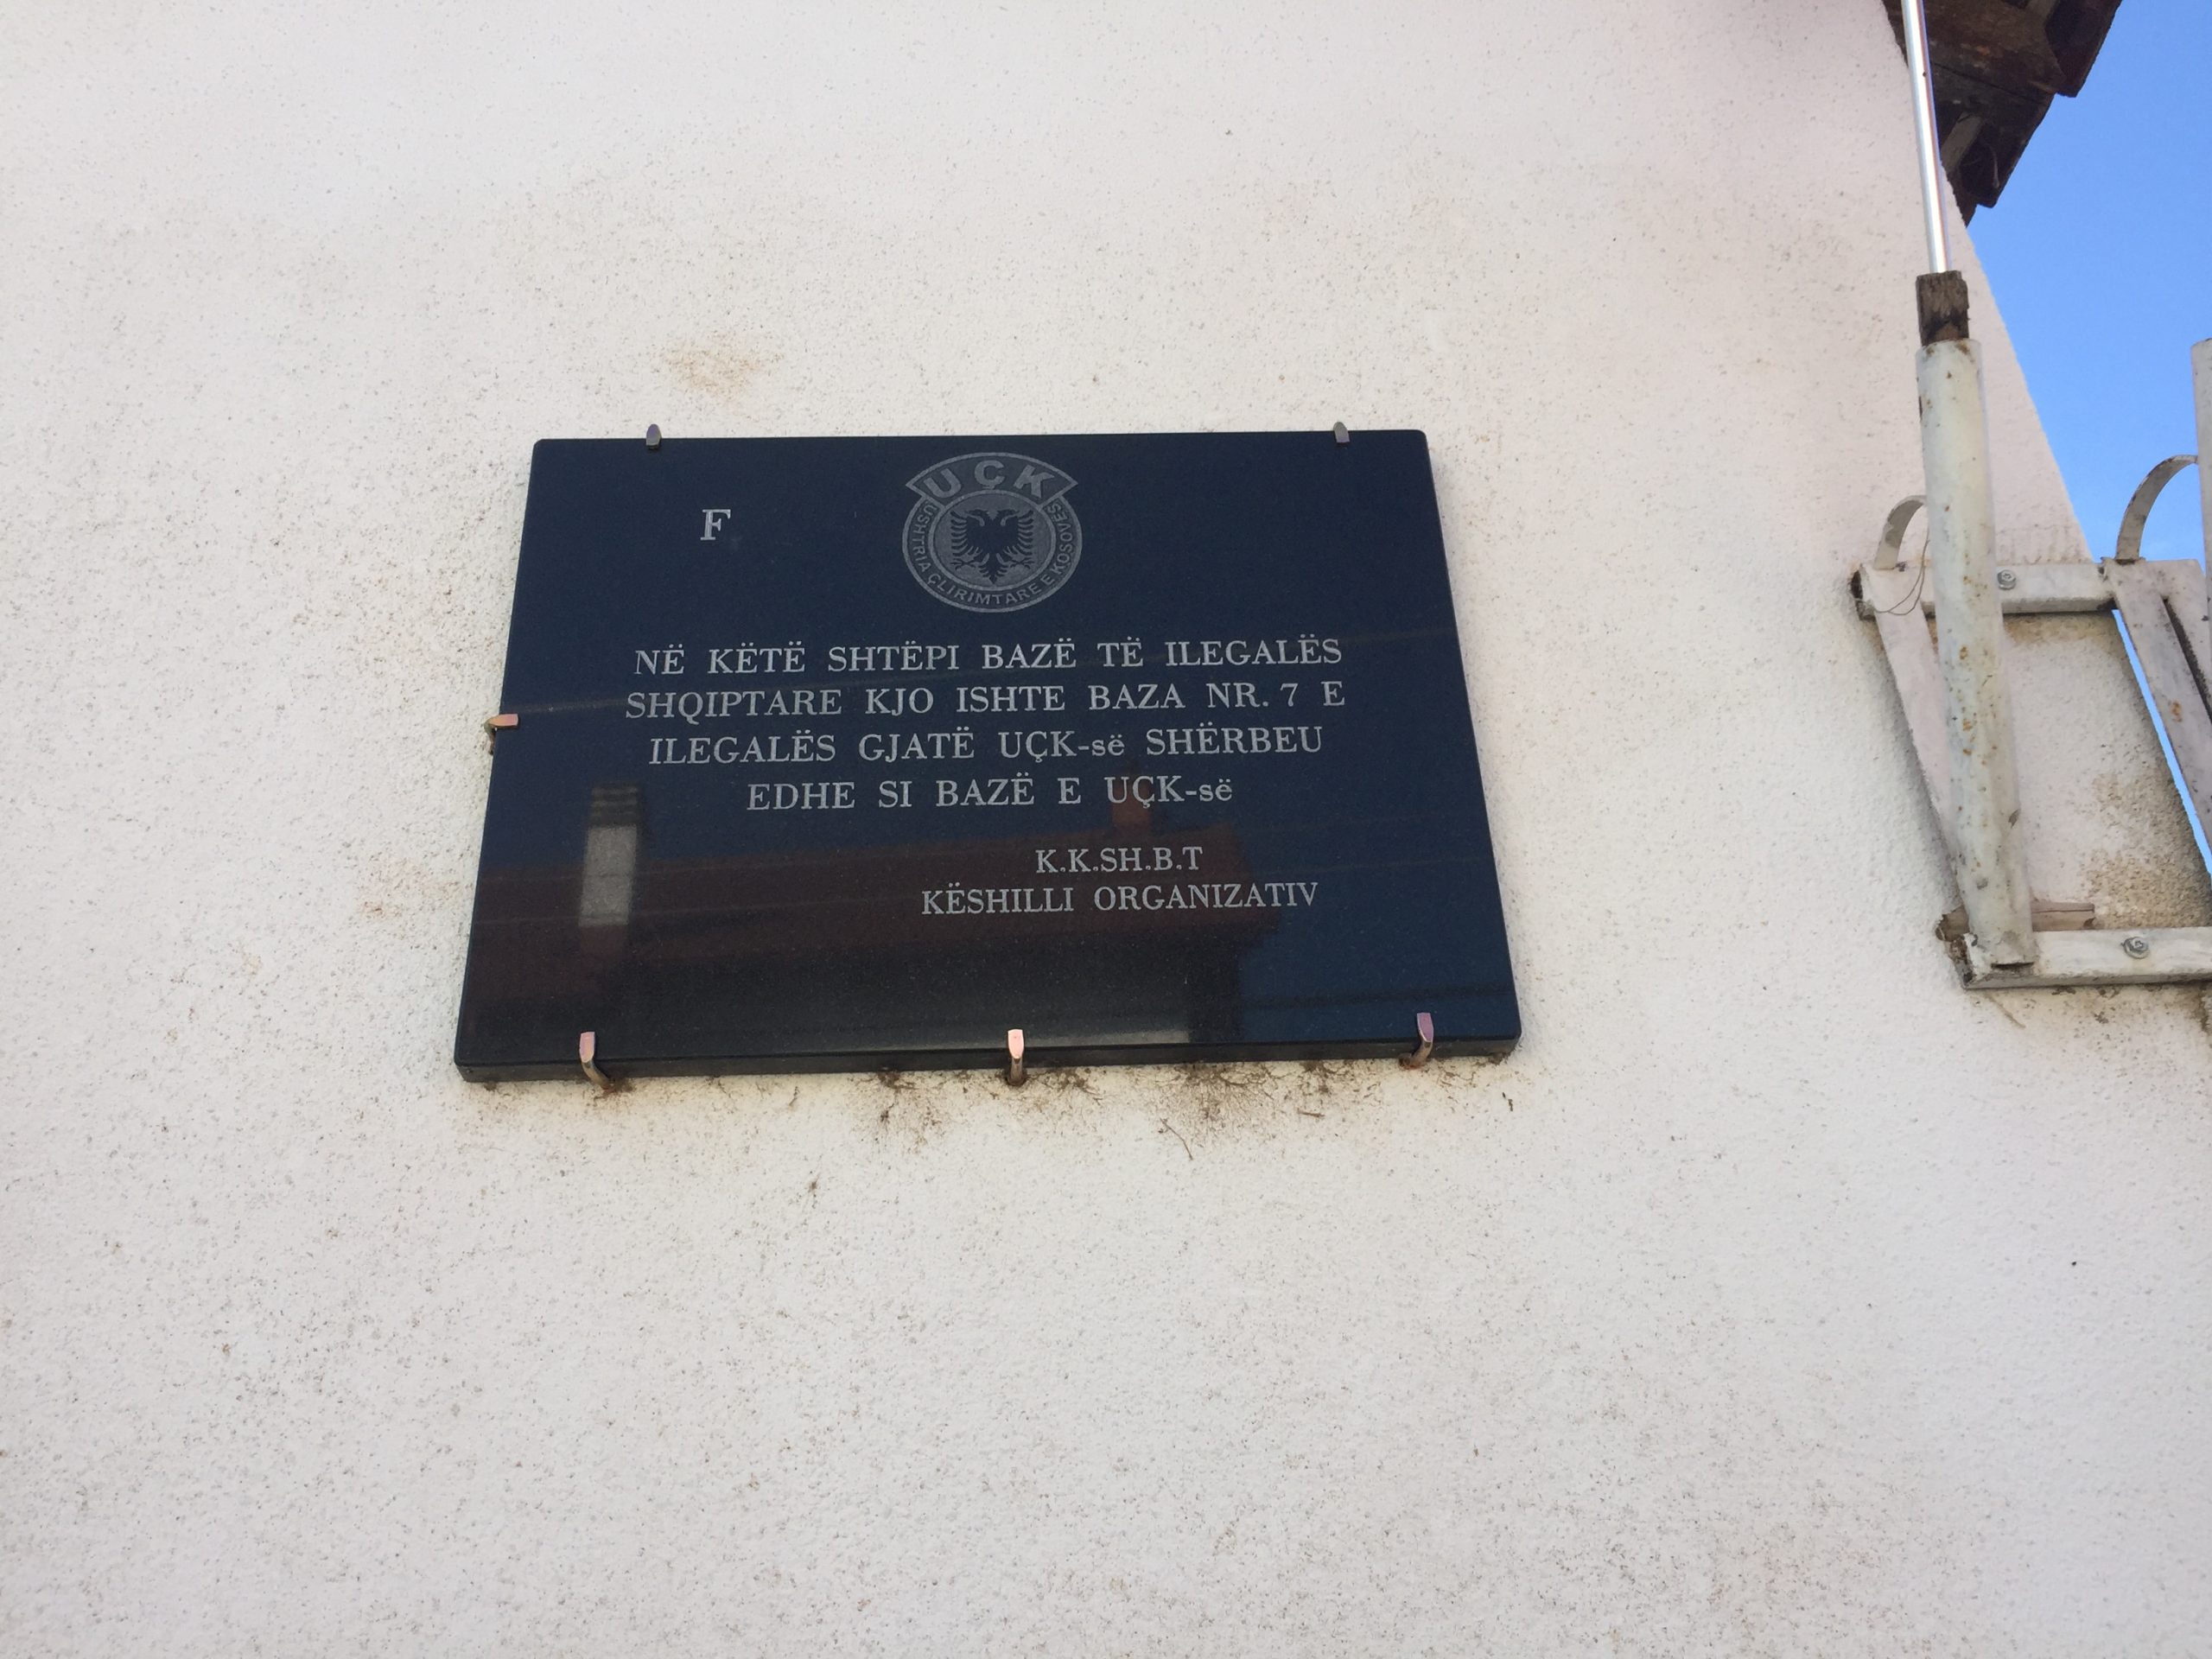 F
UÇK
USHTRIA ÇLIRIMTARE E KOSOVËS
NË KËTË SHTËPI BAZË TË ILEGALËS
SHQIPTARE KJO ISHTE BAZA NR. 7 E
ILEGALËS GJATË UÇK-së SHËRBEU
EDHE SI BAZË E UÇK-së
K.K.SH.B.T
KËSHILLI ORGANIZATIV